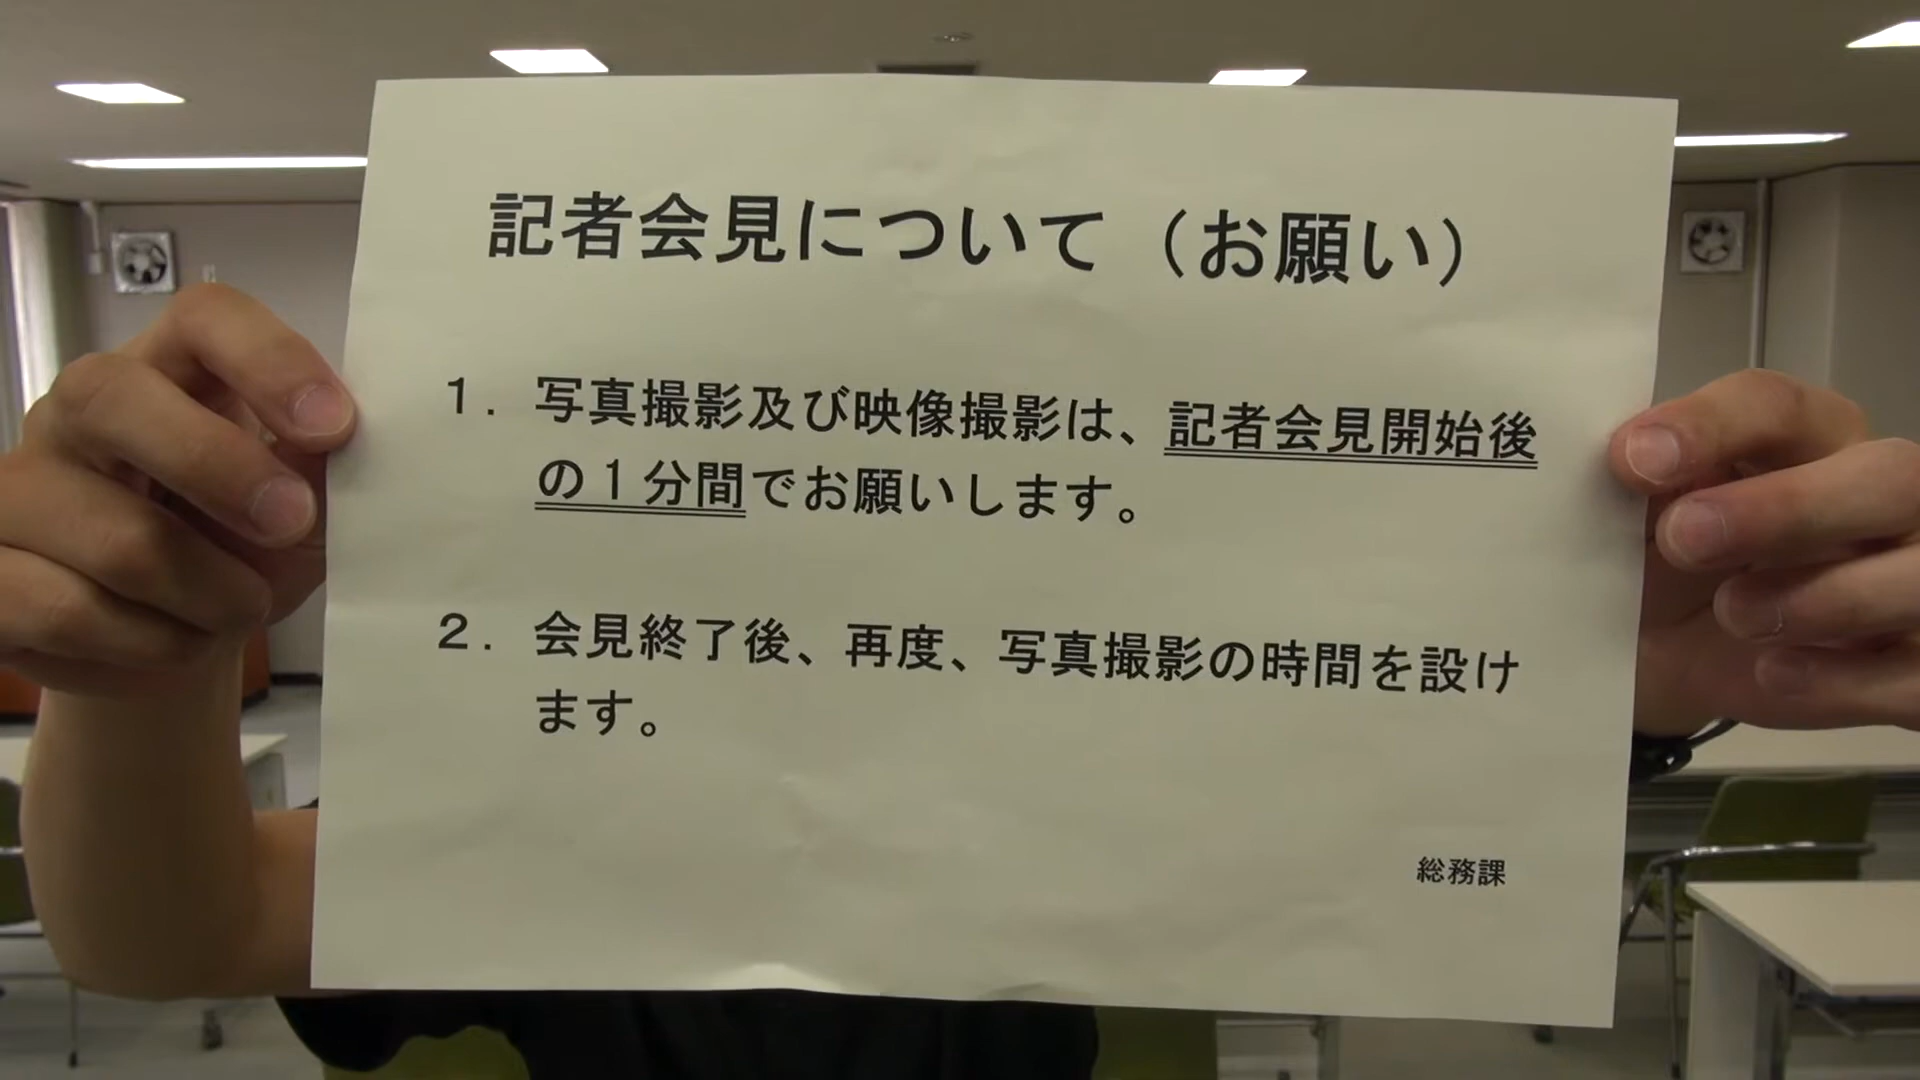 記者会見について（お願い）
１．写真撮影及び映像撮影は、記者会見開始後
の１分間でお願いします。
２．会見終了後、再度、写真撮影の時間を設け
ます。
総務課